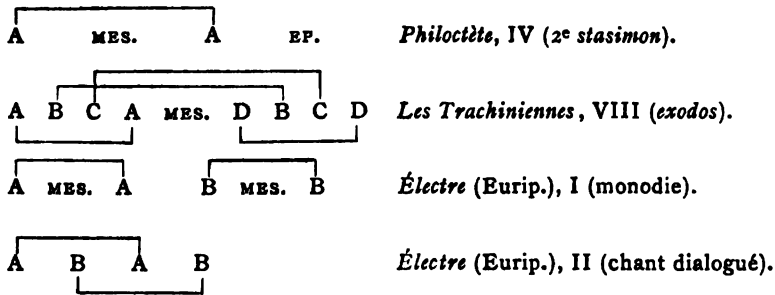 A MES. A EP. Philoctète, IV (2e stasimon).
A B C A MES. D B C D Les Trachiniennes, VIII (exodos).
A MES. A B MES. B Électre (Eurip.), I (monodie).
A B A B Électre (Eurip.), II (chant dialogué).